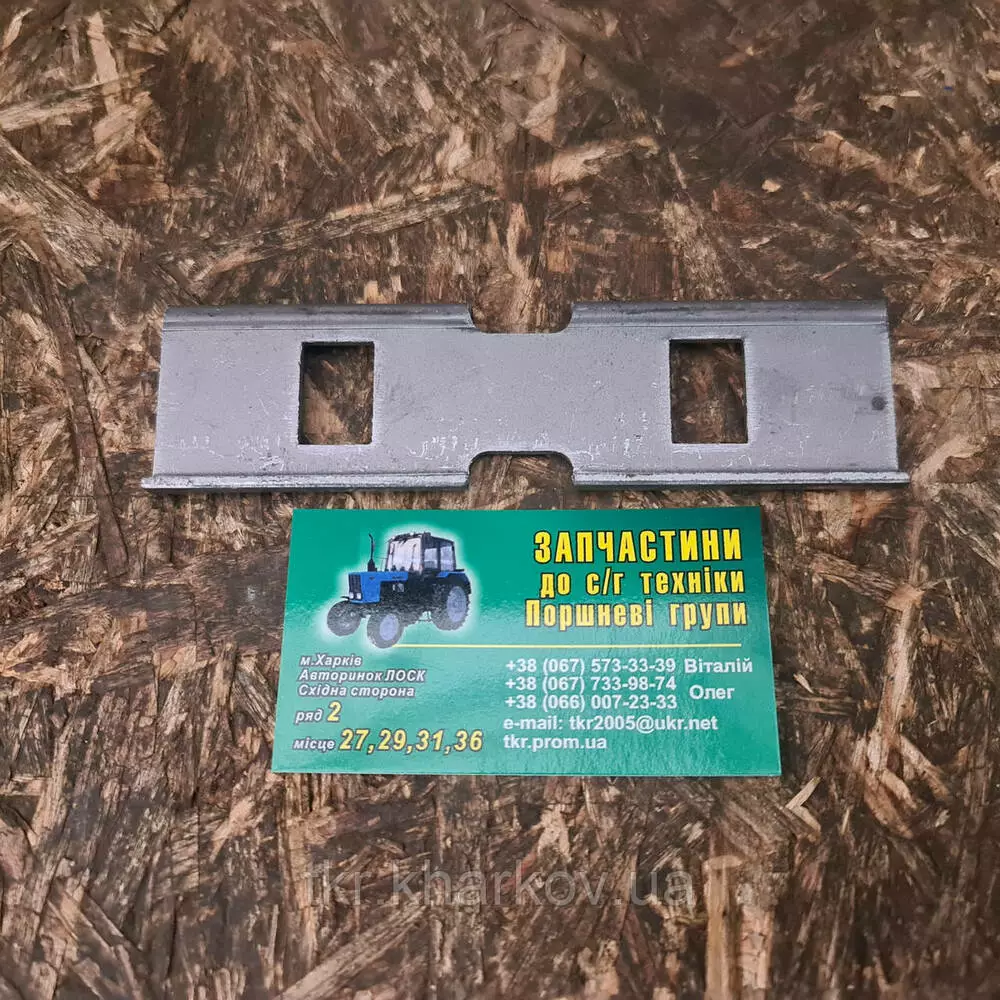 ЗАПЧАСТИНИ
до с/г техніки
Поршневі групи
м.Харків
Авторинок ЛОСК
Східна сторона
ряд 2
місце 27,29,31,36
+38 (067) 573-33-39 Віталій
+38 (067) 733-98-74
+38 (066) 007-23-33 Олег
e-mail: tkr2005@ukr.net
tkr.prom.ua
tkr.kharkov.ua